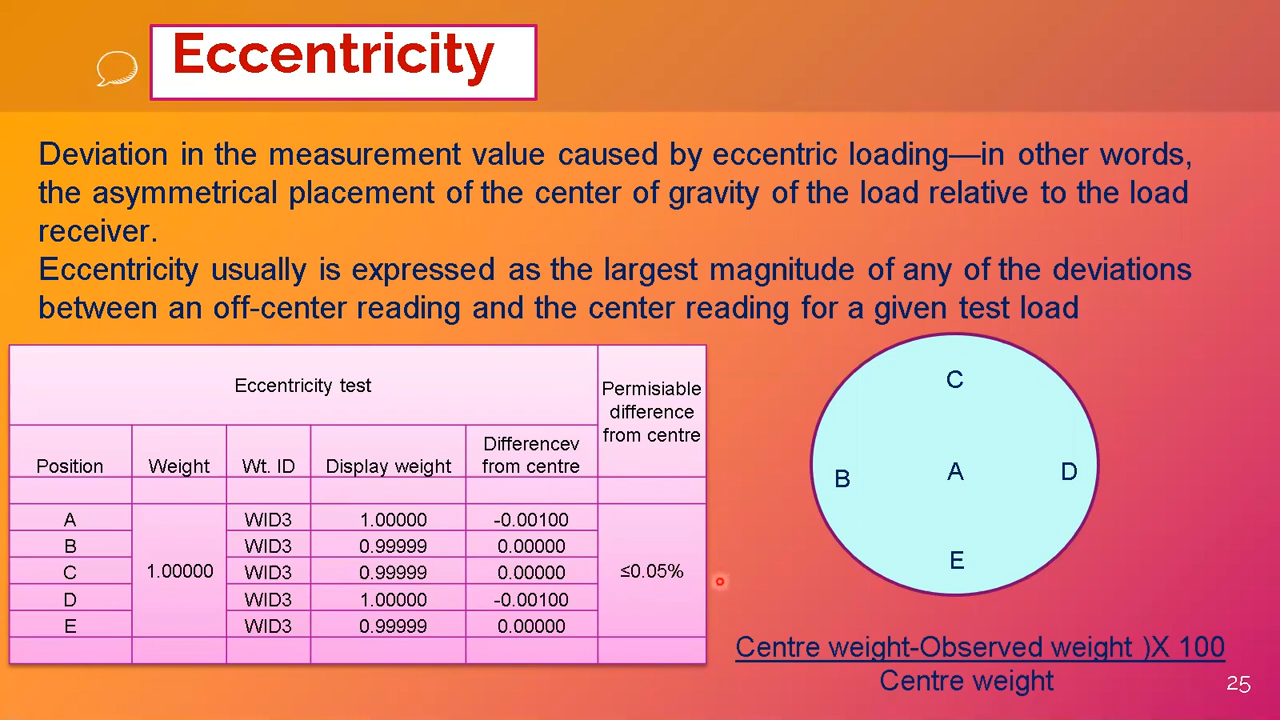 Eccentricity
Deviation in the measurement value caused by eccentric loading—in other words,
the asymmetrical placement of the center of gravity of the load relative to the load
receiver.
Eccentricity usually is expressed as the largest magnitude of any of the deviations
between an off-center reading and the center reading for a given test load
Eccentricity test
Permisiable
difference
from centre
Position Weight Wt. ID Display weight Differencev
from centre
A WID3 1.00000 -0.00100
B WID3 0.99999 0.00000
C 1.00000 WID3 0.99999 0.00000 ≤0.05%
D WID3 1.00000 -0.00100
E WID3 0.99999 0.00000
C
B A D
E
Centre weight-Observed weight )X 100
Centre weight
25